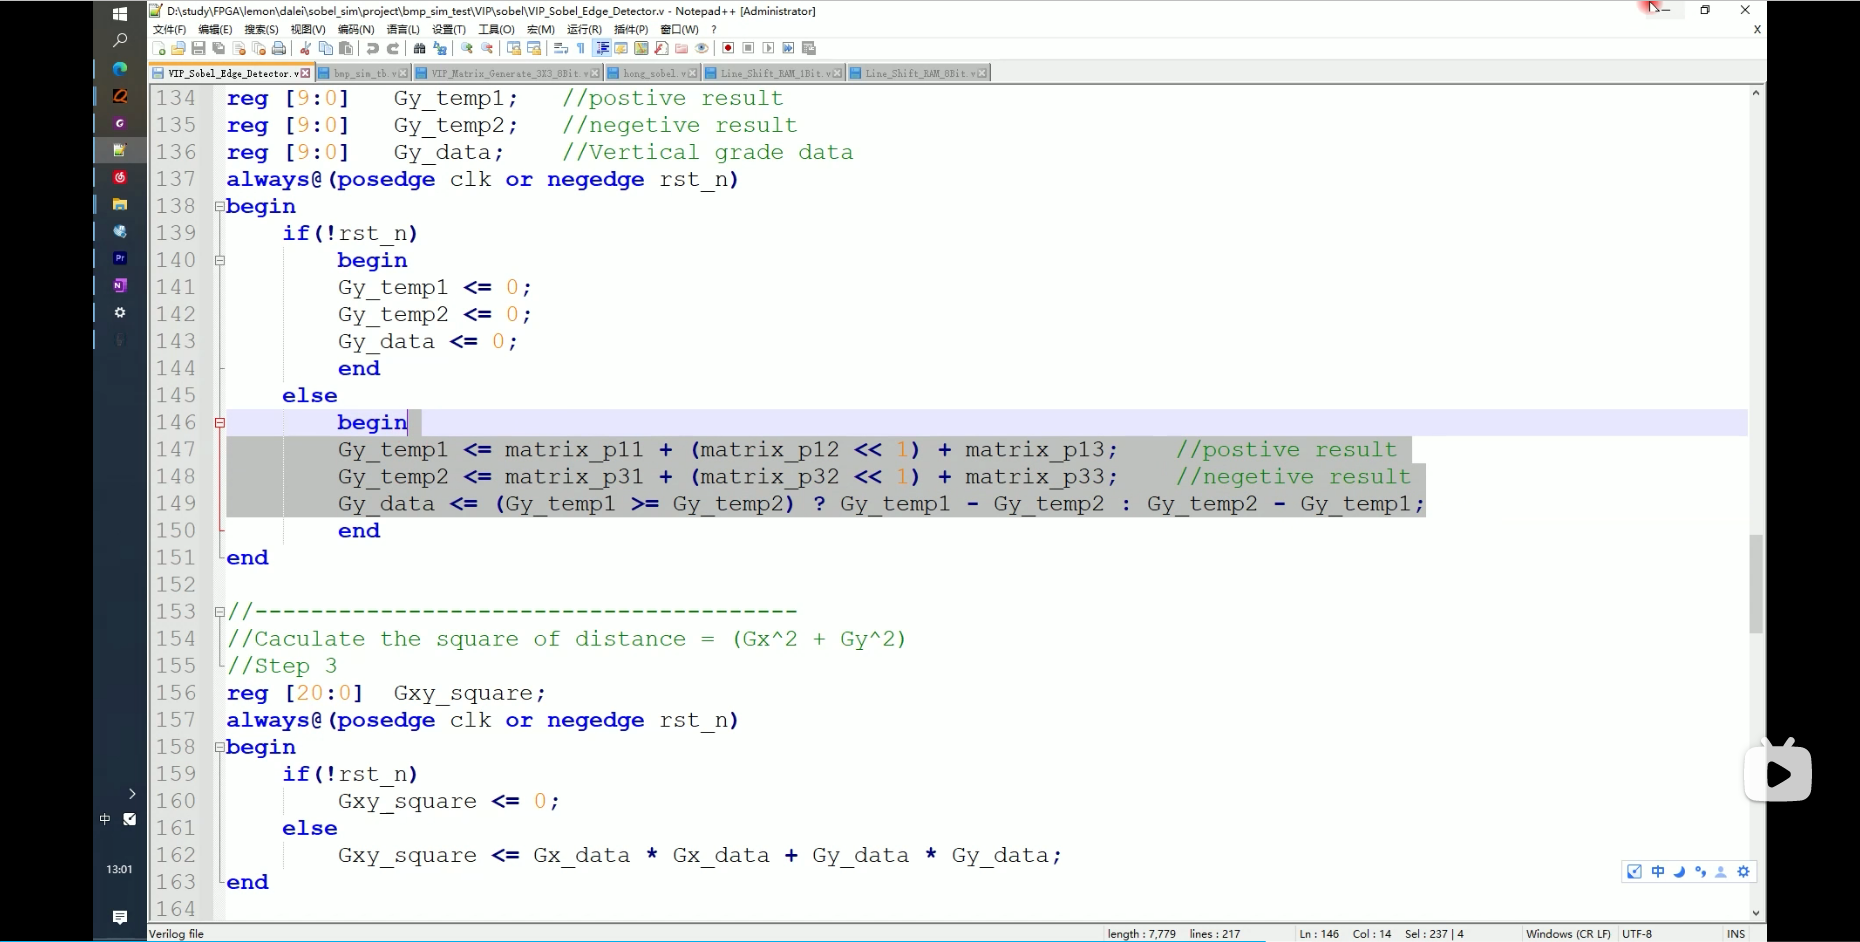 D:\study\FPGA\lemon\dalei\sobel_sim\project\bmp_sim_test\VIP\sobel\VIP_Sobel_Edge_Detector.v - Notepad++ [Administrator]
文件(F) 编辑(E) 搜索(S) 视图(V) 编码(N) 语言(L) 设置(T) 工具(O) 宏(M) 运行(R) 插件(P) 窗口(W) ? X
VIP_Sobel_Edge_Detector.v bmp_sim_tb.v VIP_Matrix_Generate_3X3_8Bit.v hong_sobel.v Line_Shift_RAM_1Bit.v Line_Shift_RAM_8Bit.v
134 reg [9:0] Gy_temp1; //postive result
135 reg [9:0] Gy_temp2; //negetive result
136 reg [9:0] Gy_data; //Vertical grade data
137 always@(posedge clk or negedge rst_n)
138 begin
139 if(!rst_n)
140 begin
141 Gy_temp1 <= 0;
142 Gy_temp2 <= 0;
143 Gy_data <= 0;
144 end
145 else
146 begin
147 Gy_temp1 <= matrix_p11 + (matrix_p12 << 1) + matrix_p13; //postive result
148 Gy_temp2 <= matrix_p31 + (matrix_p32 << 1) + matrix_p33; //negetive result
149 Gy_data <= (Gy_temp1 >= Gy_temp2) ? Gy_temp1 - Gy_temp2 : Gy_temp2 - Gy_temp1;
150 end
151 end
152
153 //---------------------------------------
154 //Caculate the square of distance = (Gx^2 + Gy^2)
155 //Step 3
156 reg [20:0] Gxy_square;
157 always@(posedge clk or negedge rst_n)
158 begin
159 if(!rst_n)
160 Gxy_square <= 0;
161 else
162 Gxy_square <= Gx_data * Gx_data + Gy_data * Gy_data;
163 end
164
Pr
N
中
13:01
中
Verilog file length : 7,779 lines : 217 Ln : 146 Col : 14 Sel : 237 | 4 Windows (CR LF) UTF-8 INS